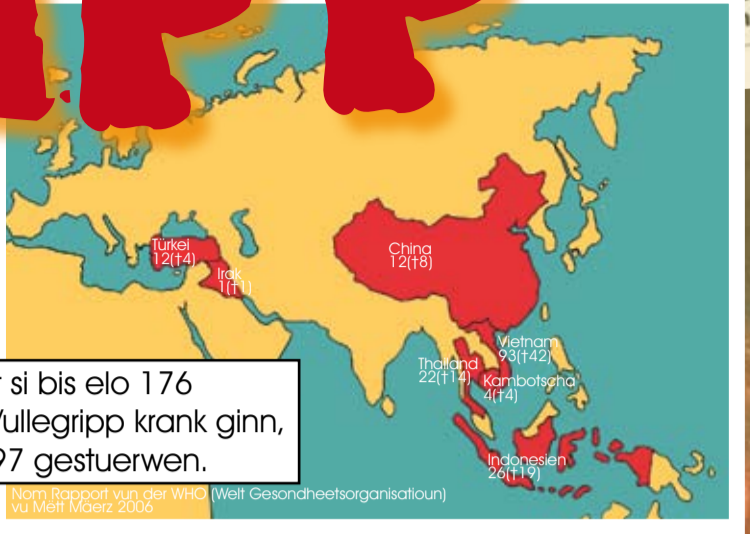 Türkei
12(†4)
Irak
1(†1)
China
12(†8)
Vietnam
93(†42)
Thailand
22(†14)
Kambotscha
4(†4)
Indonesien
26(†19)
si bis elo 176
Vullegripp krank ginn,
97 gestuerwen.
Nom Rapport vun der WHO (Welt Gesondheetsorganisatioun)
vu Mëtt Maerz 2006